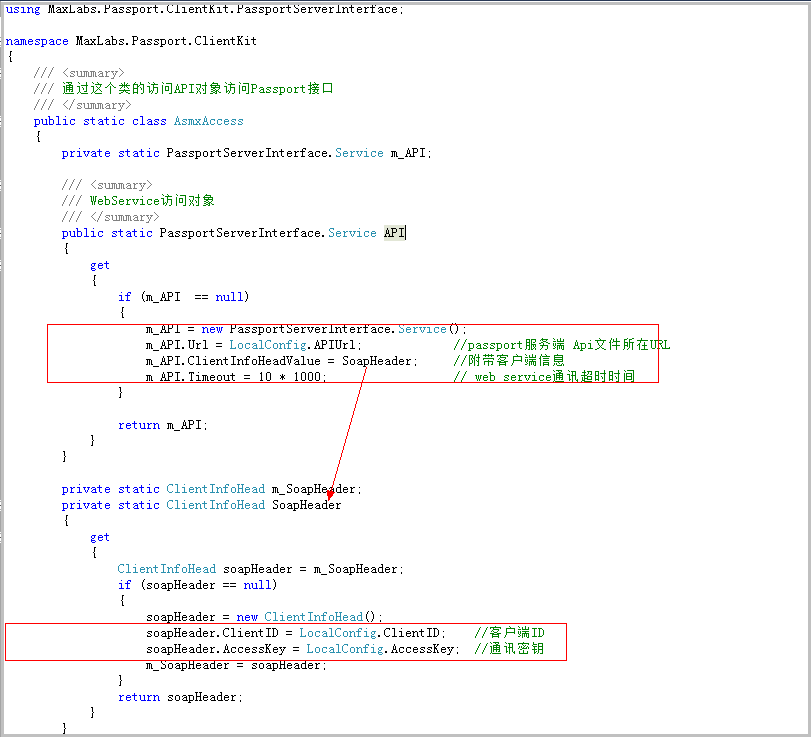 using MaxLabs.Passport.ClientKit.PassportServerInterface;
namespace MaxLabs.Passport.ClientKit
{
/// <summary>
/// 通过这个类的访问API对象访问Passport接口
/// </summary>
public static class AsmxAccess
{
private static PassportServerInterface.Service m_API;
/// <summary>
/// WebService访问对象
/// </summary>
public static PassportServerInterface.Service API
{
get
{
if (m_API == null)
{
m_API = new PassportServerInterface.Service();
m_API.Url = LocalConfig.APIUrl; //passport服务端 Api文件所在URL
m_API.ClientInfoHeadValue = SoapHeader; //附带客户端信息
m_API.Timeout = 10 * 1000; // web service通讯超时时间
}
return m_API;
}
}
private static ClientInfoHead m_SoapHeader;
private static ClientInfoHead SoapHeader
{
get
{
ClientInfoHead soapHeader = m_SoapHeader;
if (soapHeader == null)
{
soapHeader = new ClientInfoHead();
soapHeader.ClientID = LocalConfig.ClientID; //客户端ID
soapHeader.AccessKey = LocalConfig.AccessKey; //通讯密钥
m_SoapHeader = soapHeader;
}
return soapHeader;
}
}